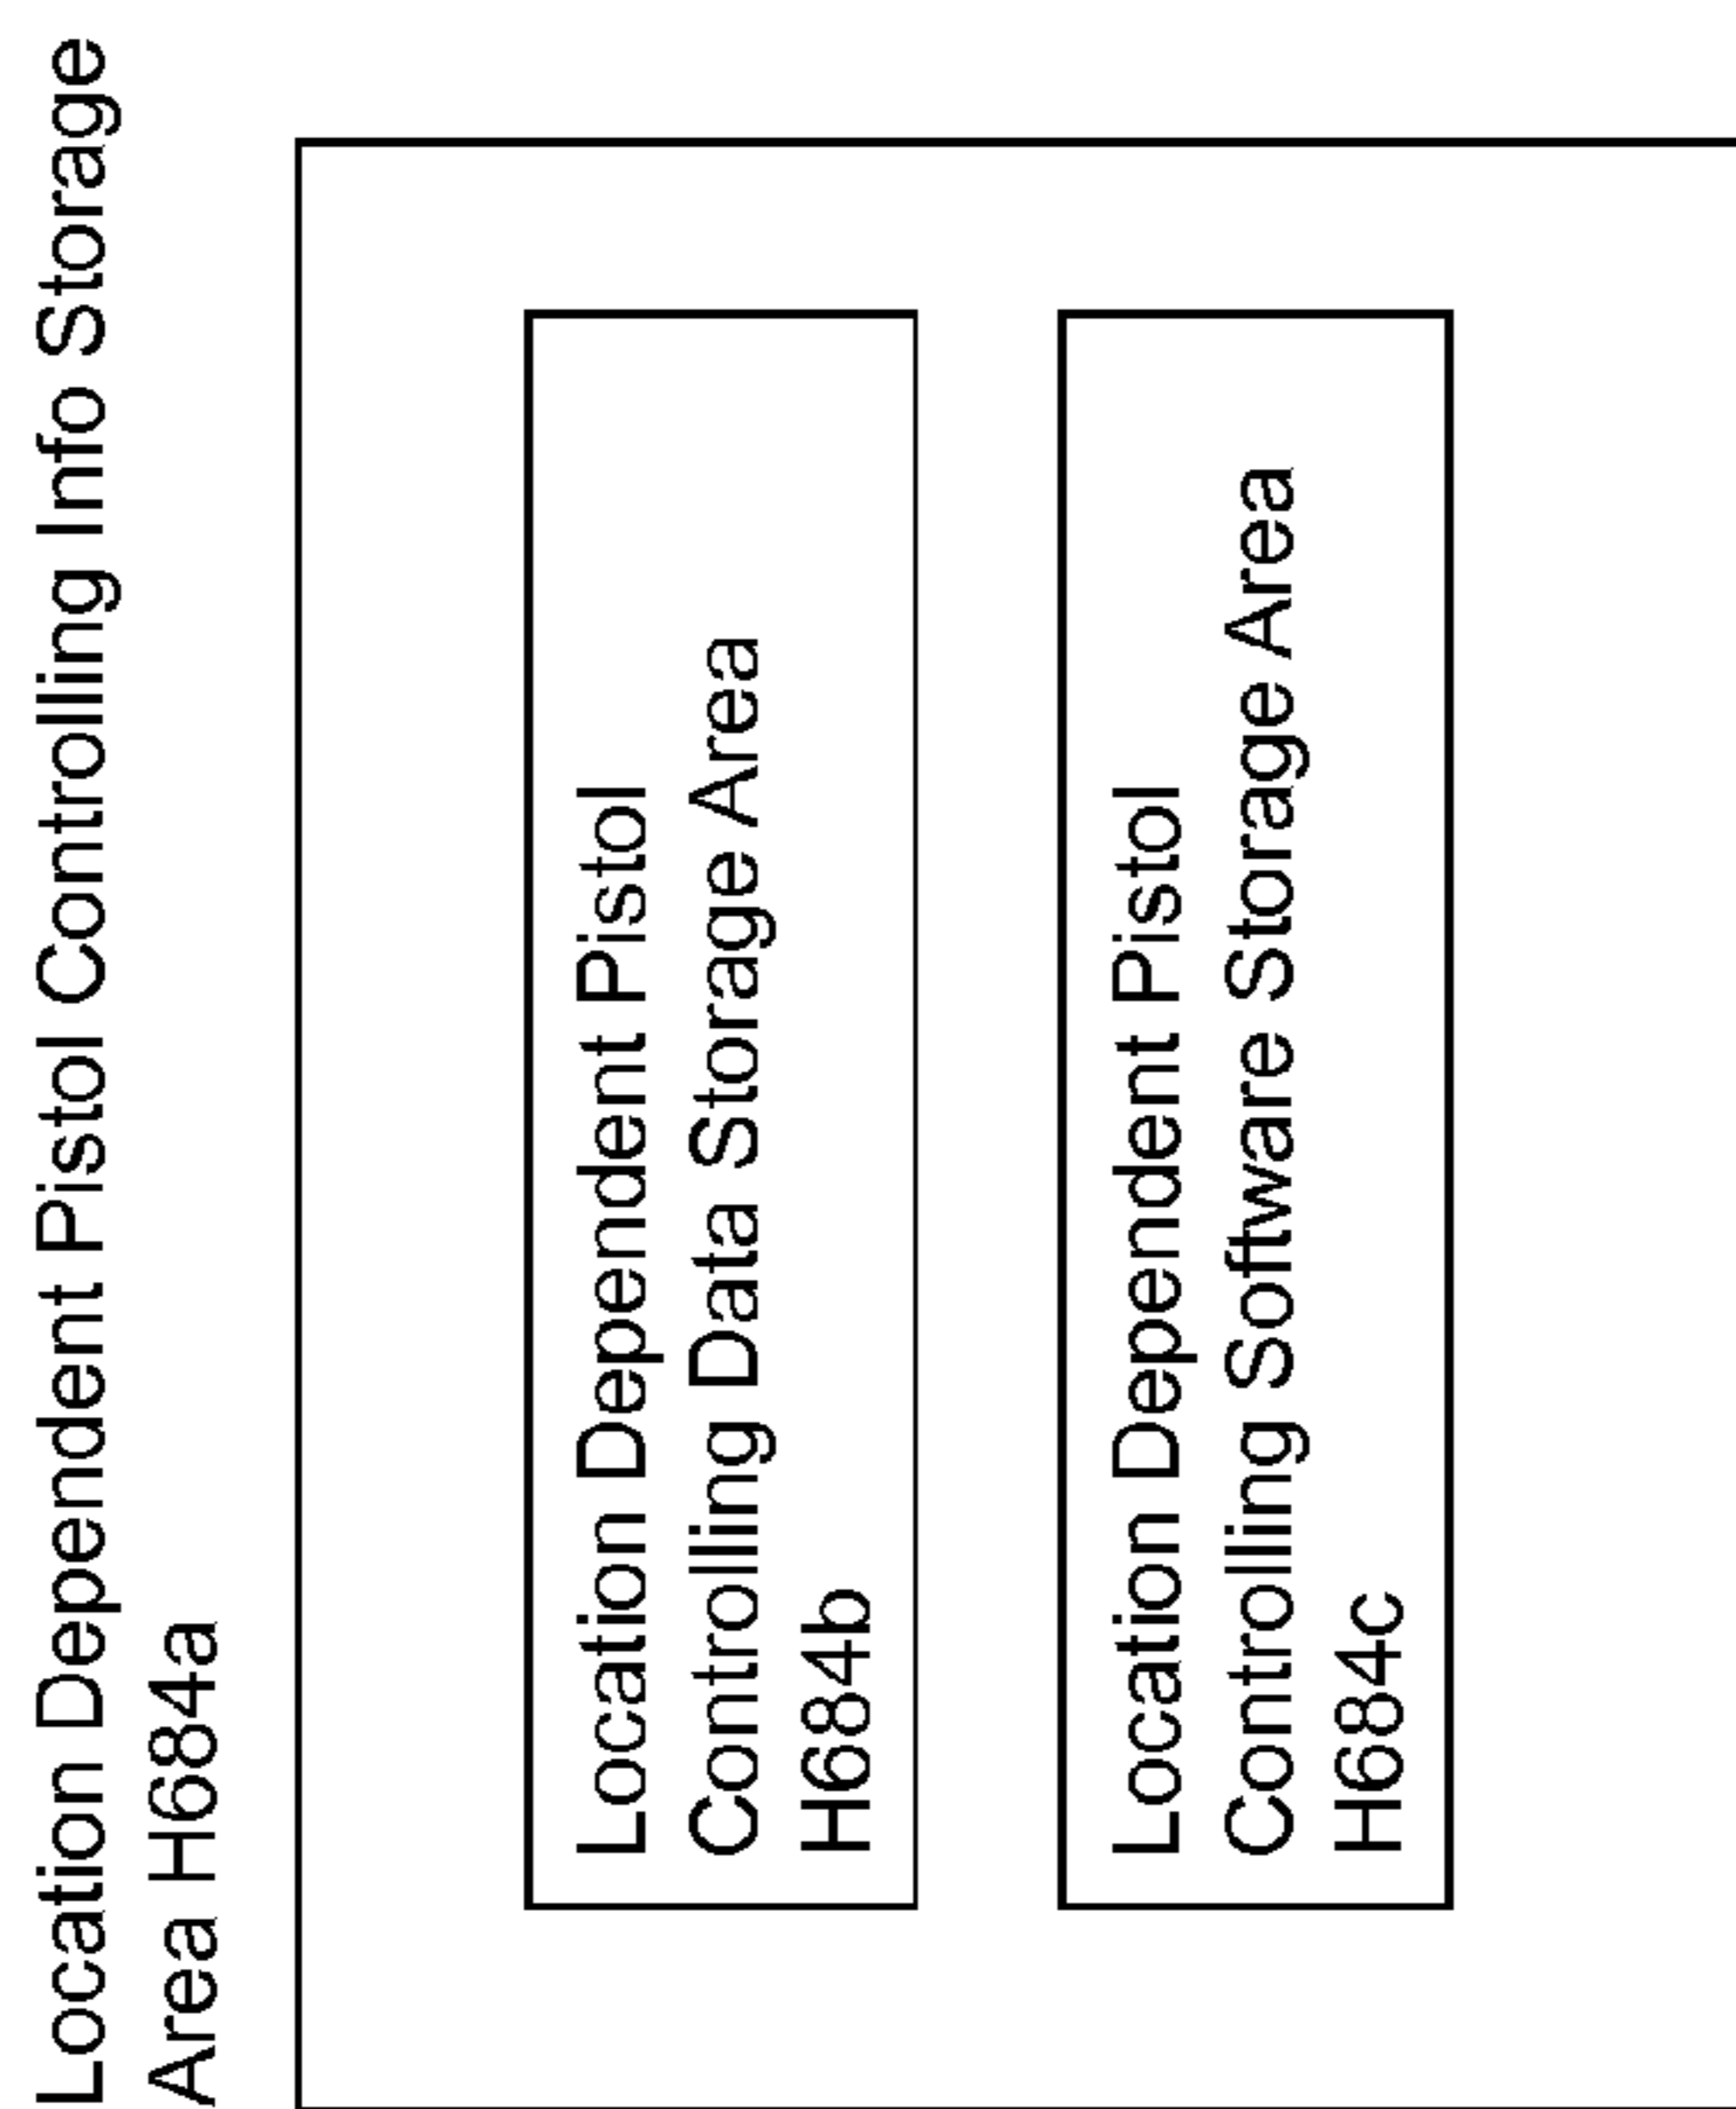 Location Dependent Pistol Controlling Info Storage
Area H684a
Location Dependent Pistol
Controlling Data Storage Area
H684b
Location Dependent Pistol
Controlling Software Storage Area
H684c